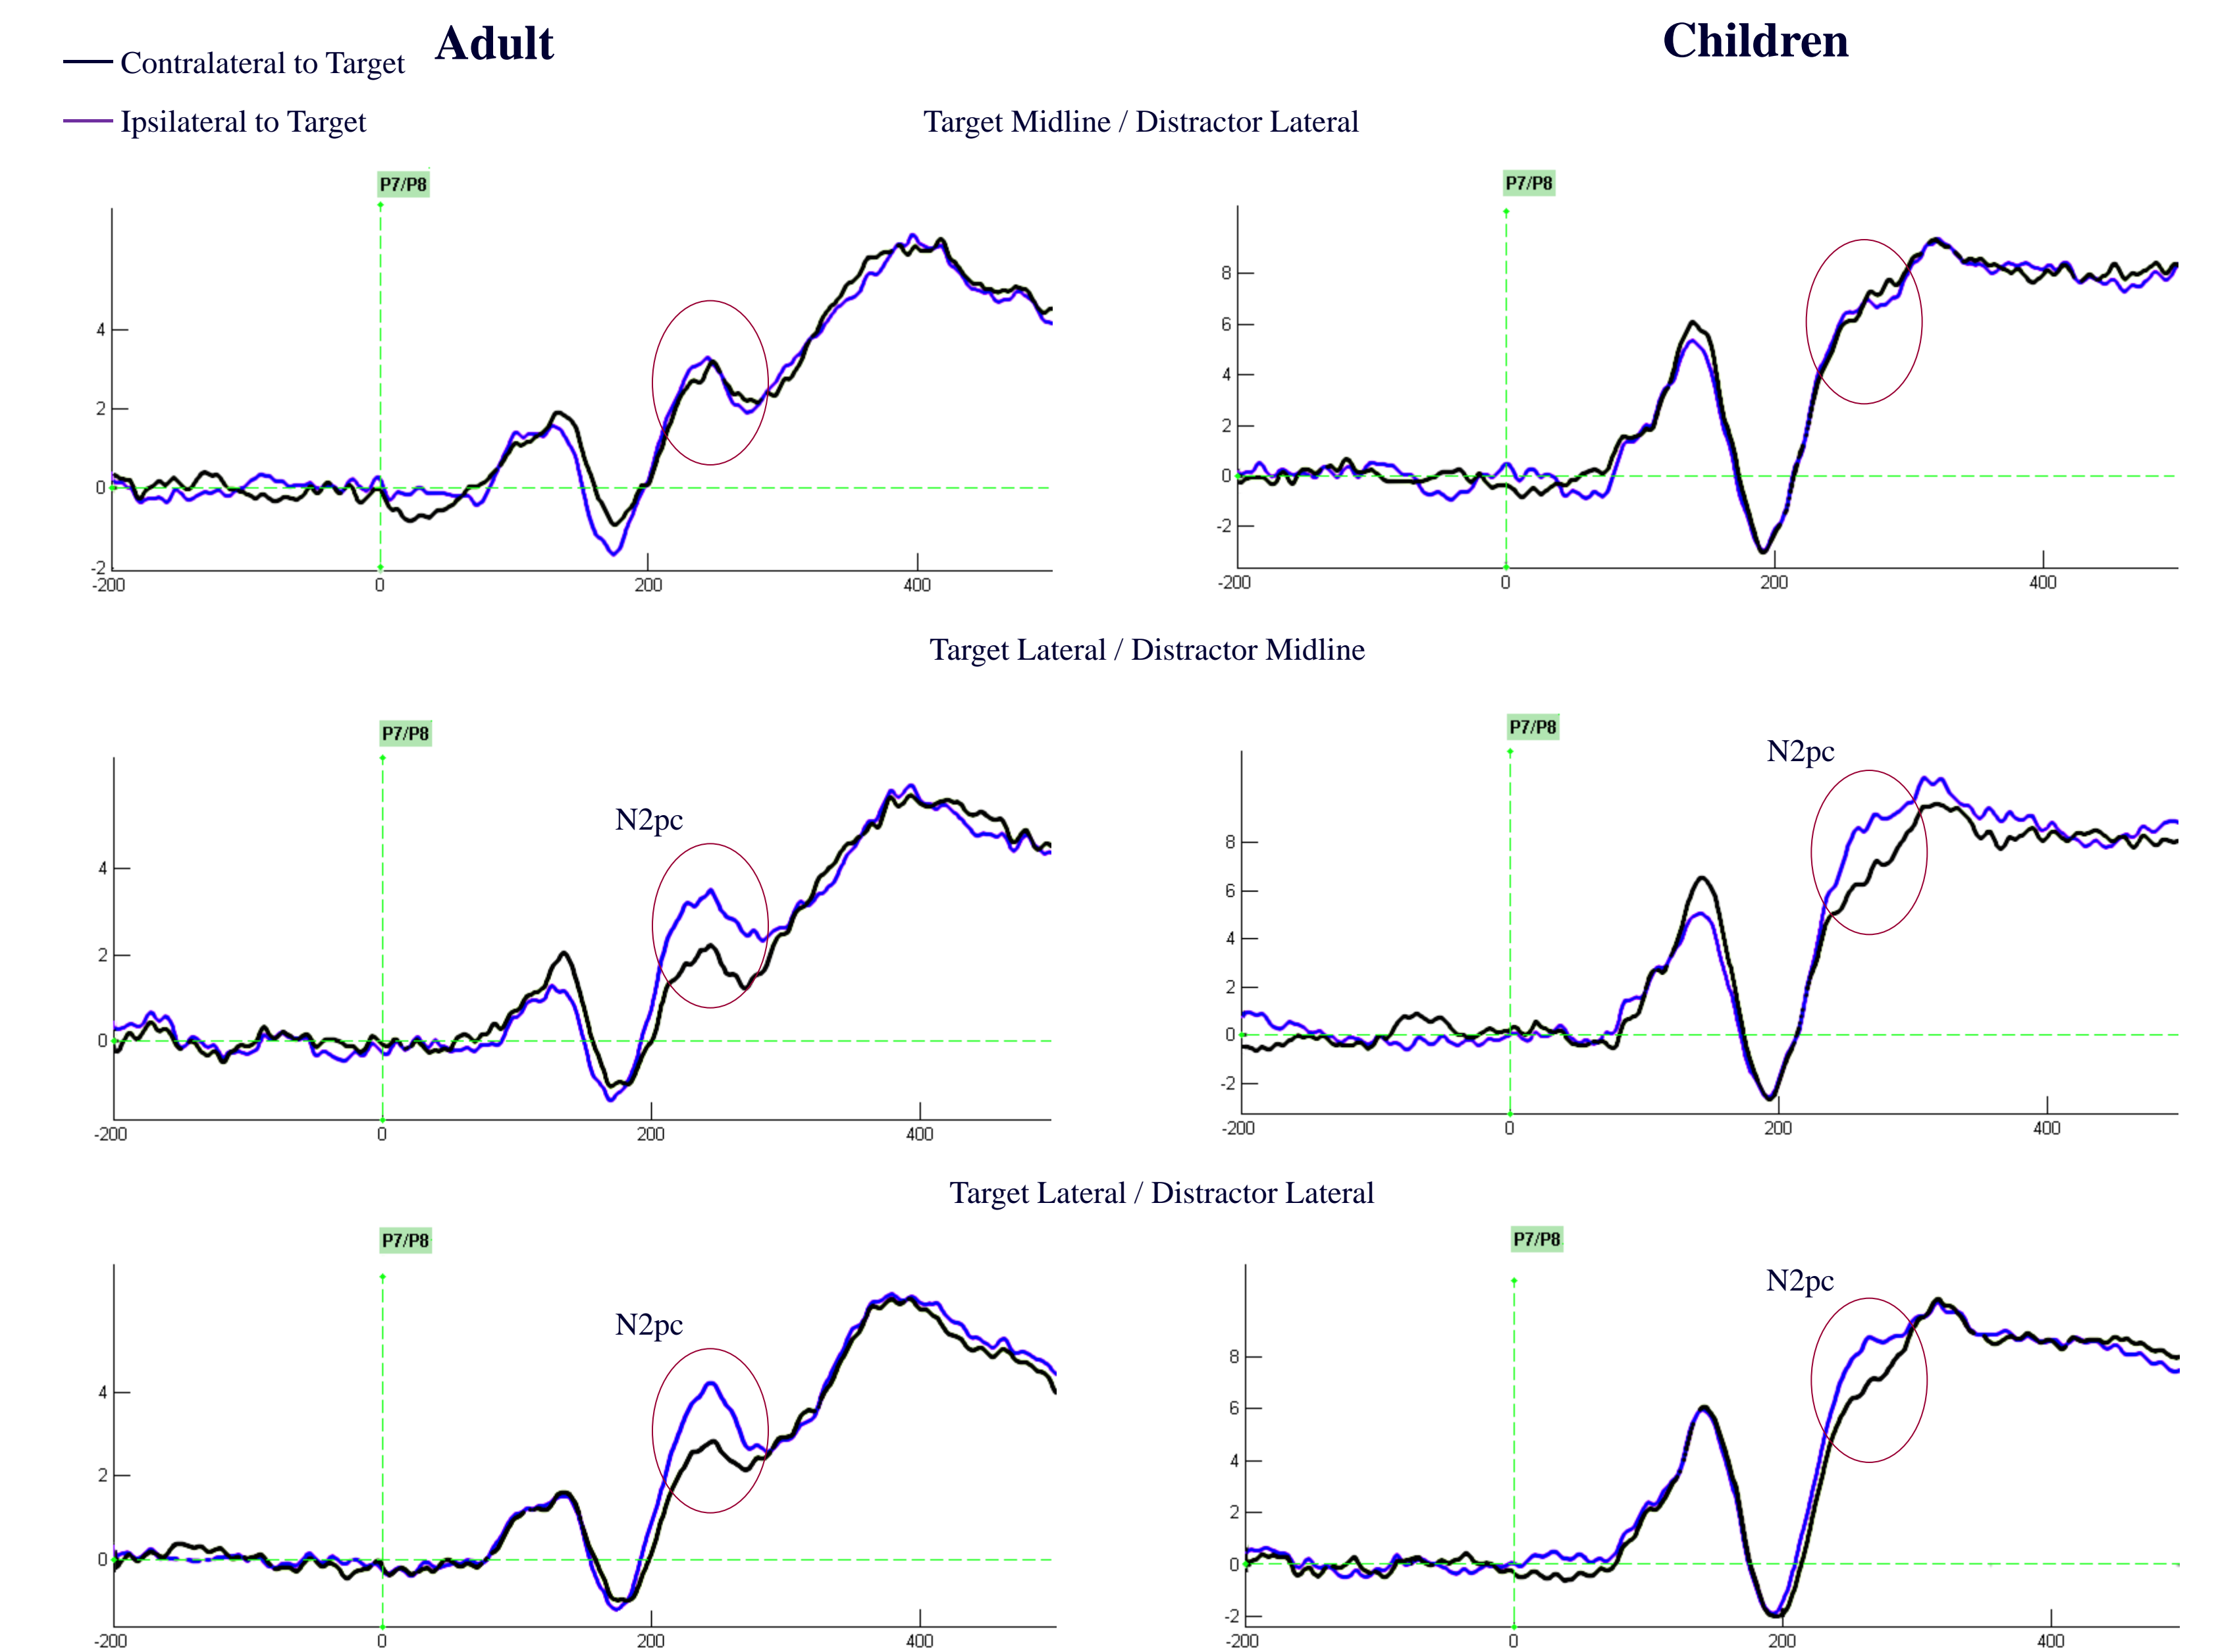 Adult
Children
Contralateral to Target
Ipsilateral to Target
Target Midline / Distractor Lateral
P7/P8
4
2
0
-2
-200 0 200 400
P7/P8
8
6
4
2
0
-2
-200 0 200 400
Target Lateral / Distractor Midline
P7/P8
N2pc
4
2
0
-200 0 200 400
P7/P8
N2pc
8
6
4
2
0
-2
-200 0 200 400
Target Lateral / Distractor Lateral
P7/P8
N2pc
4
2
0
-200 0 200 400
P7/P8
N2pc
8
6
4
2
0
-2
-200 0 200 400